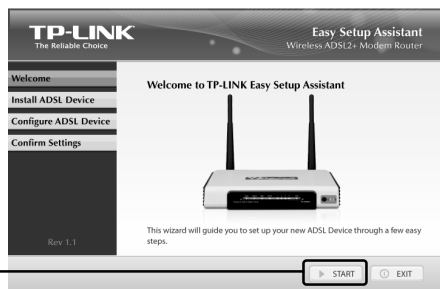 TP-LINK
The Reliable Choice
Easy Setup Assistant
Wireless ADSL2+ Modem Router
Welcome
Install ADSL Device
Configure ADSL Device
Confirm Settings
Rev 1.1
Welcome to TP-LINK Easy Setup Assistant
This wizard will guide you to set up your new ADSL Device through a few easy
steps.
START
EXIT